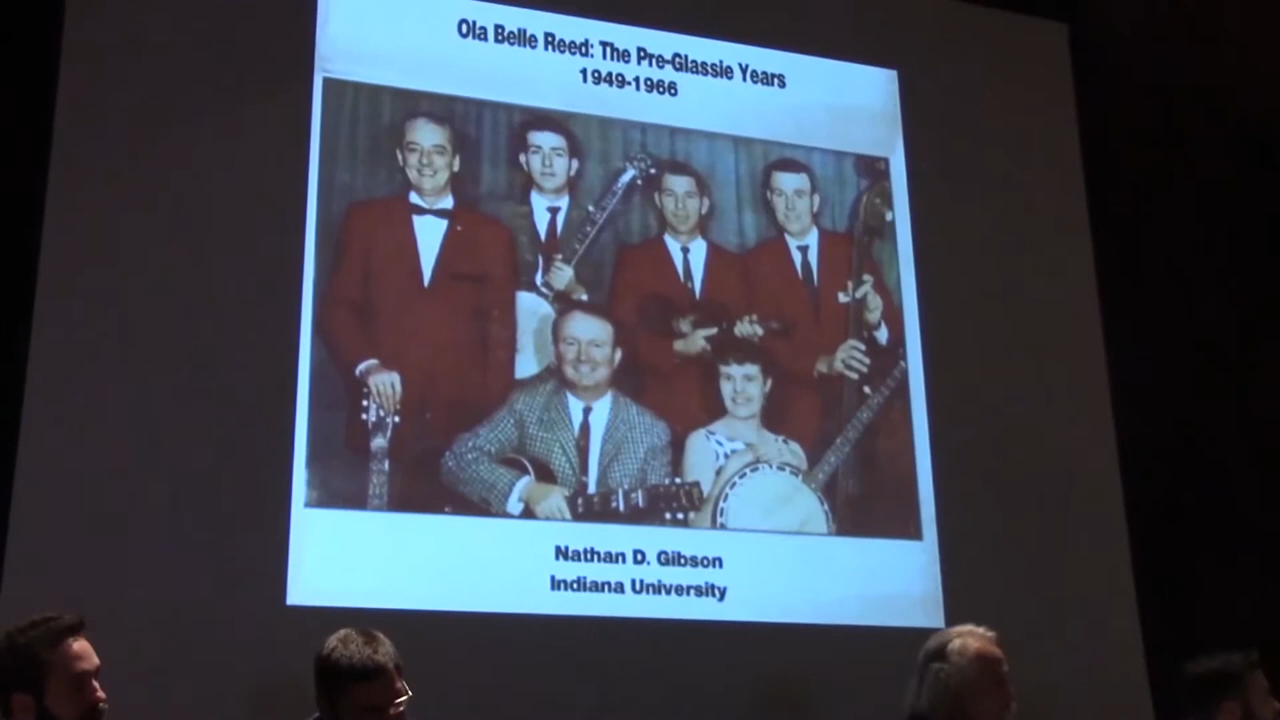 Ola Belle Reed: The Pre-Glassie Years
1949-1966
Nathan D. Gibson
Indiana University